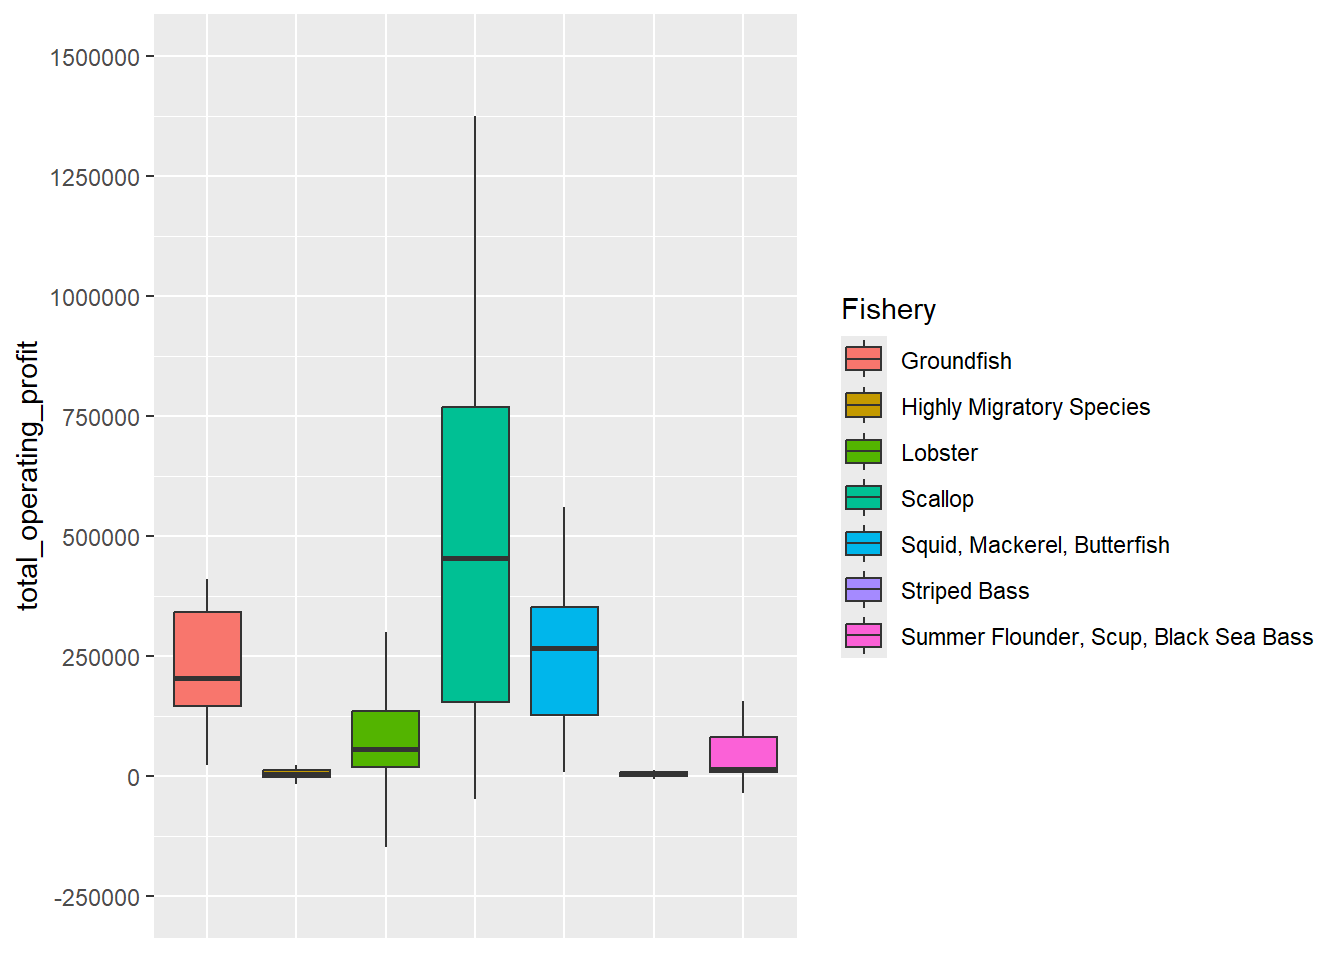 total_operating_profit
1500000
1250000
1000000
750000
500000
250000
0
-250000
Fishery
Groundfish
Highly Migratory Species
Lobster
Scallop
Squid, Mackerel, Butterfish
Striped Bass
Summer Flounder, Scup, Black Sea Bass